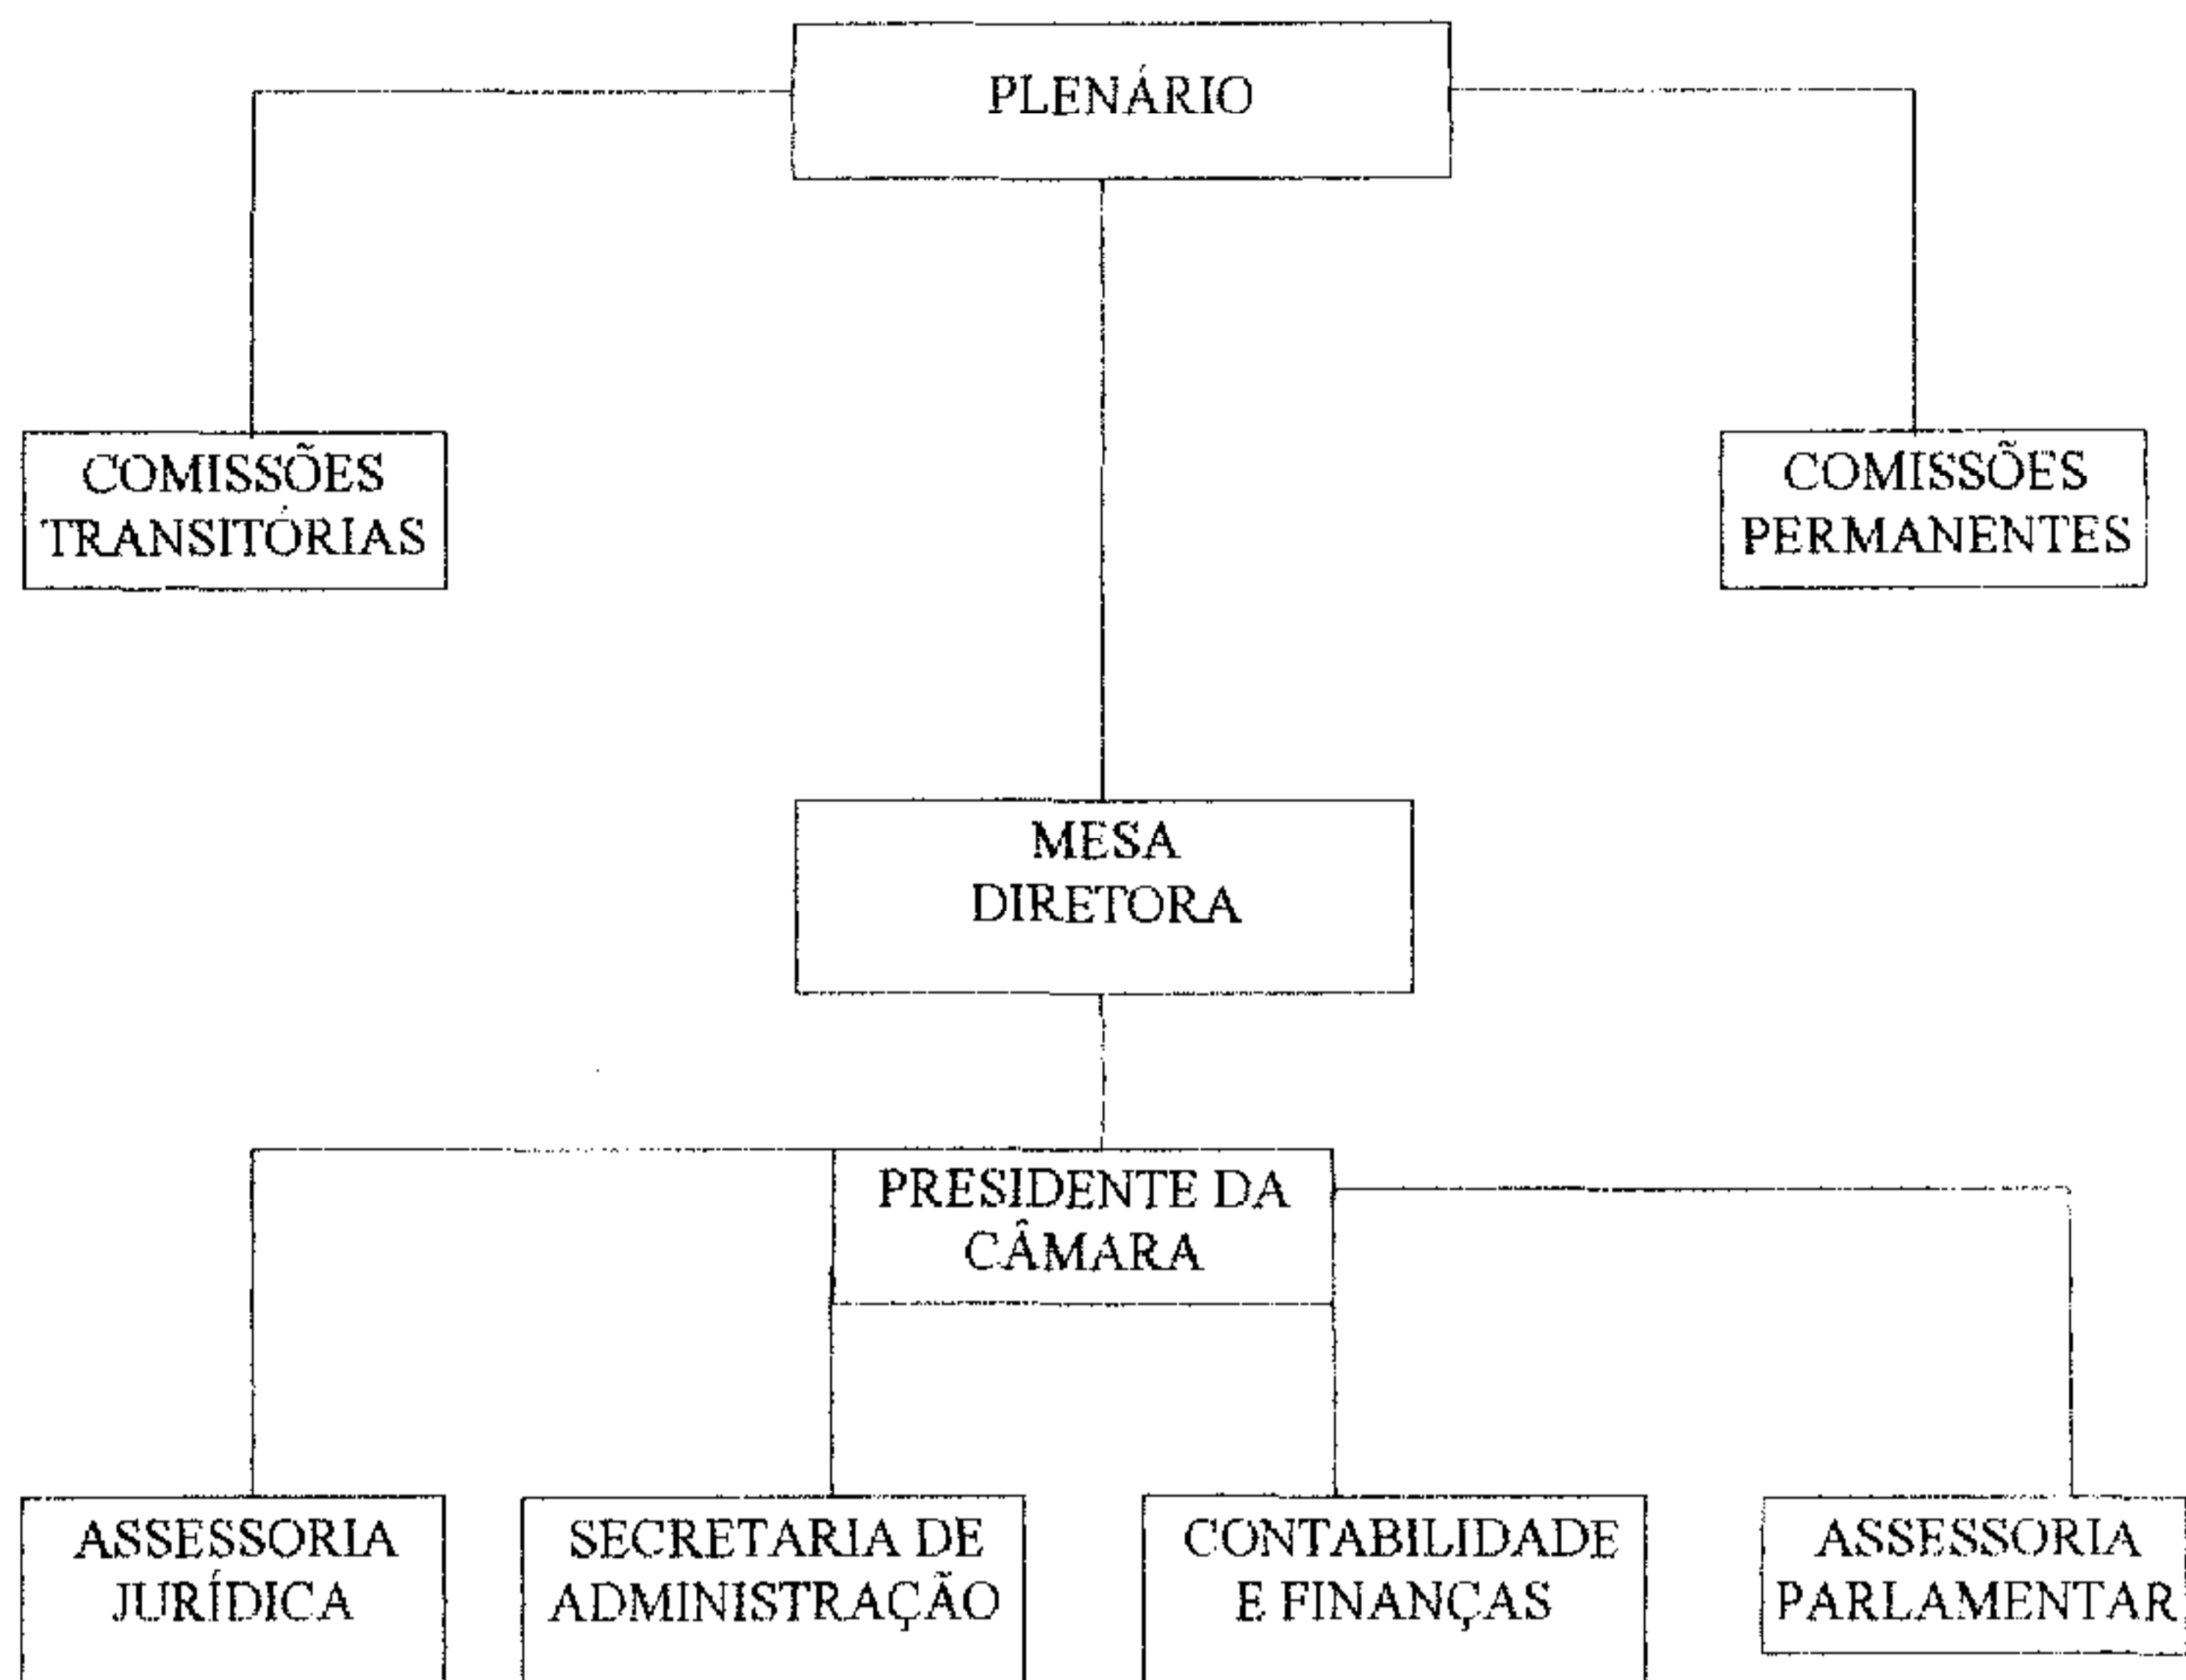 PLENÁRIO
COMISSÕES
TRANSITÓRIAS
COMISSÕES
PERMANENTES
MESA
DIRETORA
PRESIDENTE DA
CÂMARA
ASSESSORIA
JURÍDICA
SECRETARIA DE
ADMINISTRAÇÃO
CONTABILIDADE
E FINANÇAS
ASSESSORIA
PARLAMENTAR